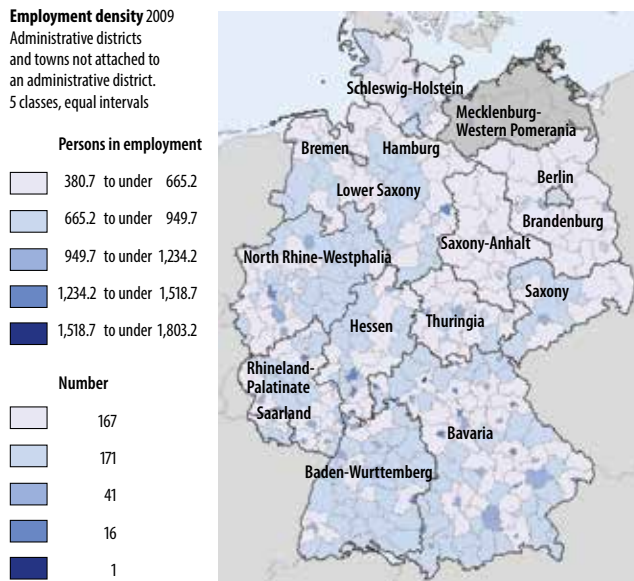 Employment density 2009
Administrative districts
and towns not attached to
an administrative district.
5 classes, equal intervals
Persons in employment
380.7 to under 665.2
665.2 to under 949.7
949.7 to under 1,234.2
1,234.2 to under 1,518.7
1,518.7 to under 1,803.2
Number
167
171
41
16
1
Schleswig-Holstein
Mecklenburg-
Western Pomerania
Bremen
Hamburg
Berlin
Lower Saxony
Brandenburg
Saxony-Anhalt
North Rhine-Westphalia
Saxony
Hessen
Thuringia
Rhineland-
Palatinate
Saarland
Bavaria
Baden-Wurttemberg